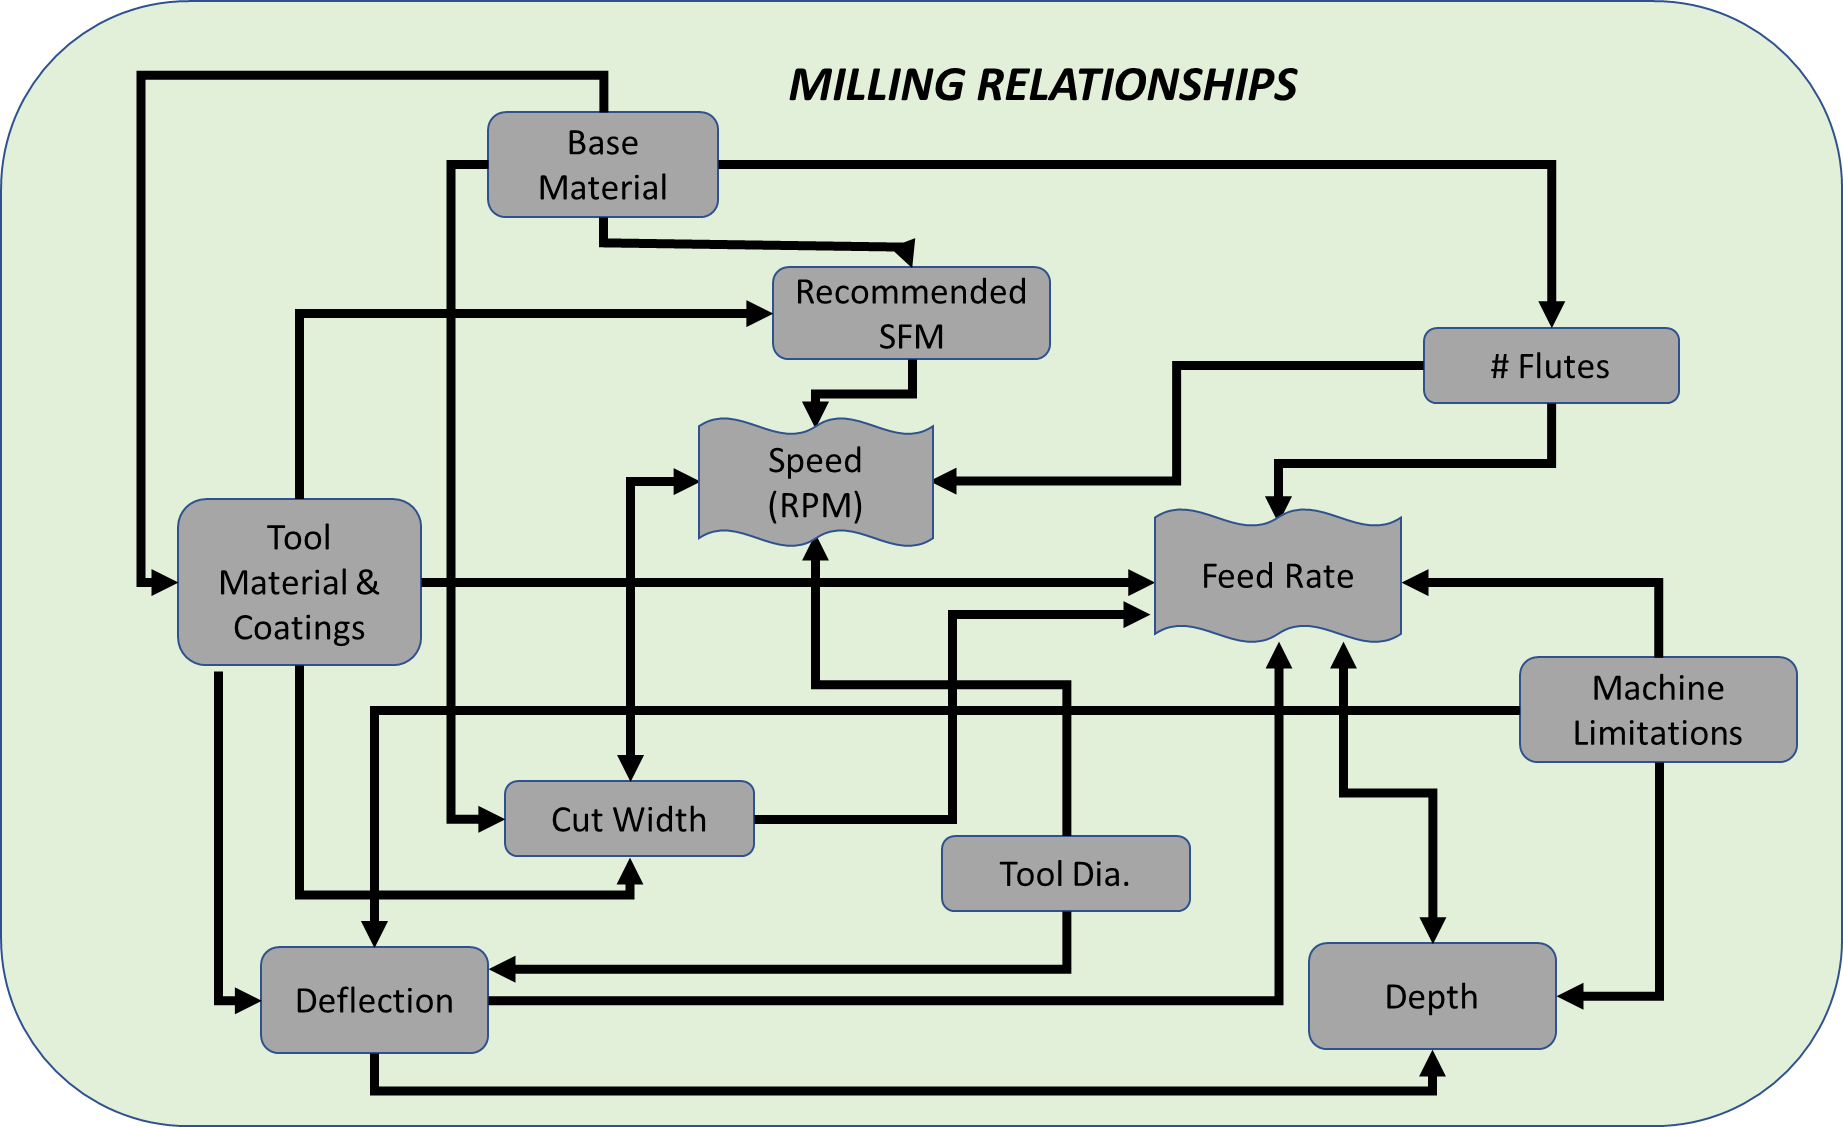 MILLING RELATIONSHIPS
Base
Material
Recommended
SFM
# Flutes
Speed
(RPM)
Tool
Material &
Coatings
Feed Rate
Machine
Limitations
Cut Width
Tool Dia.
Deflection
Depth